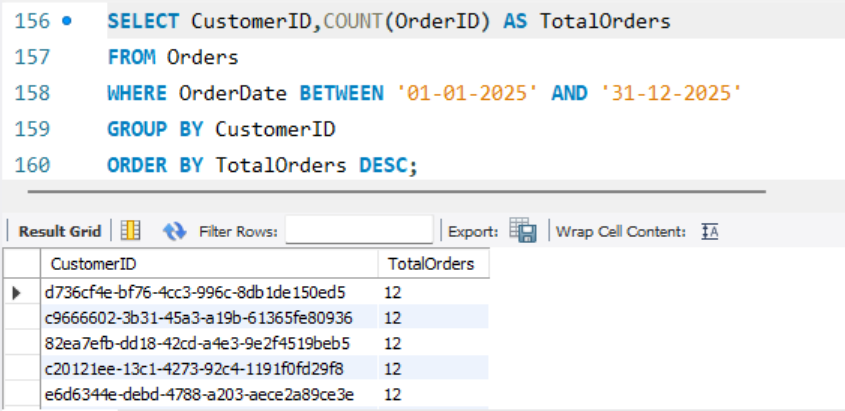 156 SELECT CustomerID,COUNT(OrderID) AS TotalOrders
157 FROM Orders
158 WHERE OrderDate BETWEEN '01-01-2025' AND '31-12-2025'
159 GROUP BY CustomerID
160 ORDER BY TotalOrders DESC;
Result Grid Filter Rows: Export: Wrap Cell Content: IA
CustomerID TotalOrders
d736cf4e-bf76-4cc3-996c-8db1de150ed5 12
c9666602-3b31-45a3-a19b-61365fe80936 12
82ea7efb-dd18-42cd-a4e3-9e2f4519beb5 12
c20121ee-13c1-4273-92c4-1191f0fd29f8 12
e6d6344e-debd-4788-a203-aece2a89ce3e 12